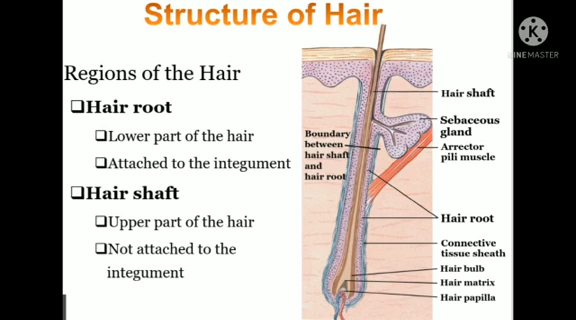 Structure of Hair
K
KINEMASTER
Regions of the Hair
❑Hair root
❑Lower part of the hair
❑Attached to the integument
❑Hair shaft
❑Upper part of the hair
❑Not attached to the
integument
Hair shaft
Sebaceous
gland
Arrector
pili muscle
Boundary
between
hair shaft
and
hair root
Hair root
Connective
tissue sheath
Hair bulb
Hair matrix
Hair papilla